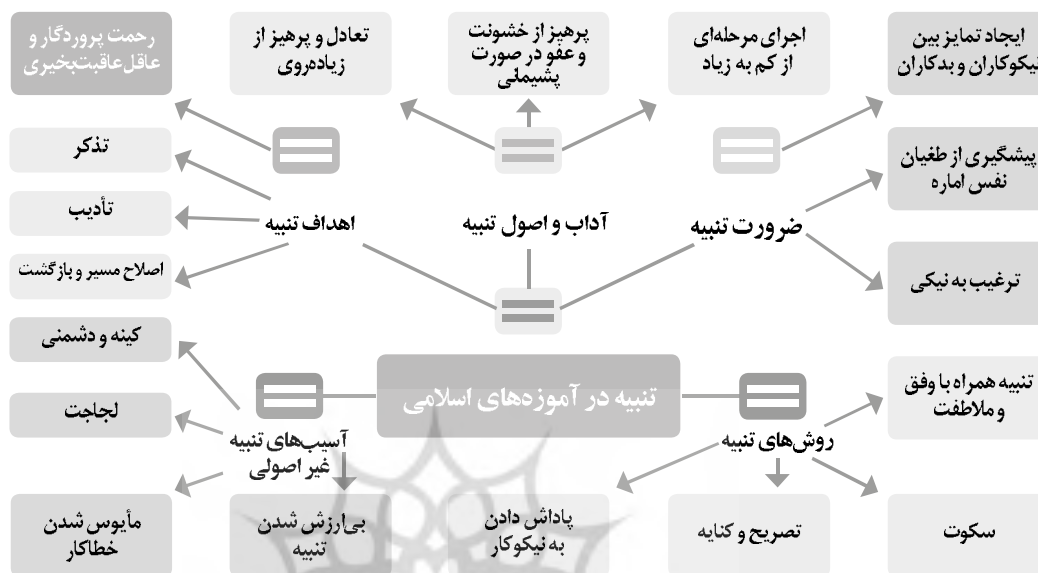 ایجاد تمایز بین
نیکوکاران و بدکاران
اجرای مرحله‌ای
از کم به زیاد
پرهیز از خشونت
و عفو در صورت
پشیمانی
تعادل و پرهیز از
زیاده‌روی
رحمت پروردگار و
عاقل عاقبت‌بخیری
پیشگیری از طغیان
نفس اماره
تذکر
تأدیب
ضرورت تنبیه
آداب و اصول تنبیه
اهداف تنبیه
ترغیب به نیکی
اصلاح مسیر و بازگشت
کینه و دشمنی
تنبیه همراه با وفق
و ملاطفت
تنبیه در آموزه‌های اسلامی
لجاجت
روش‌های تنبیه
آسیب‌های تنبیه
غیر اصولی
سکوت
تصریح و کنایه
پاداش دادن
به نیکوکار
بی‌ارزش شدن
تنبیه
مأیوس شدن
خطاکار